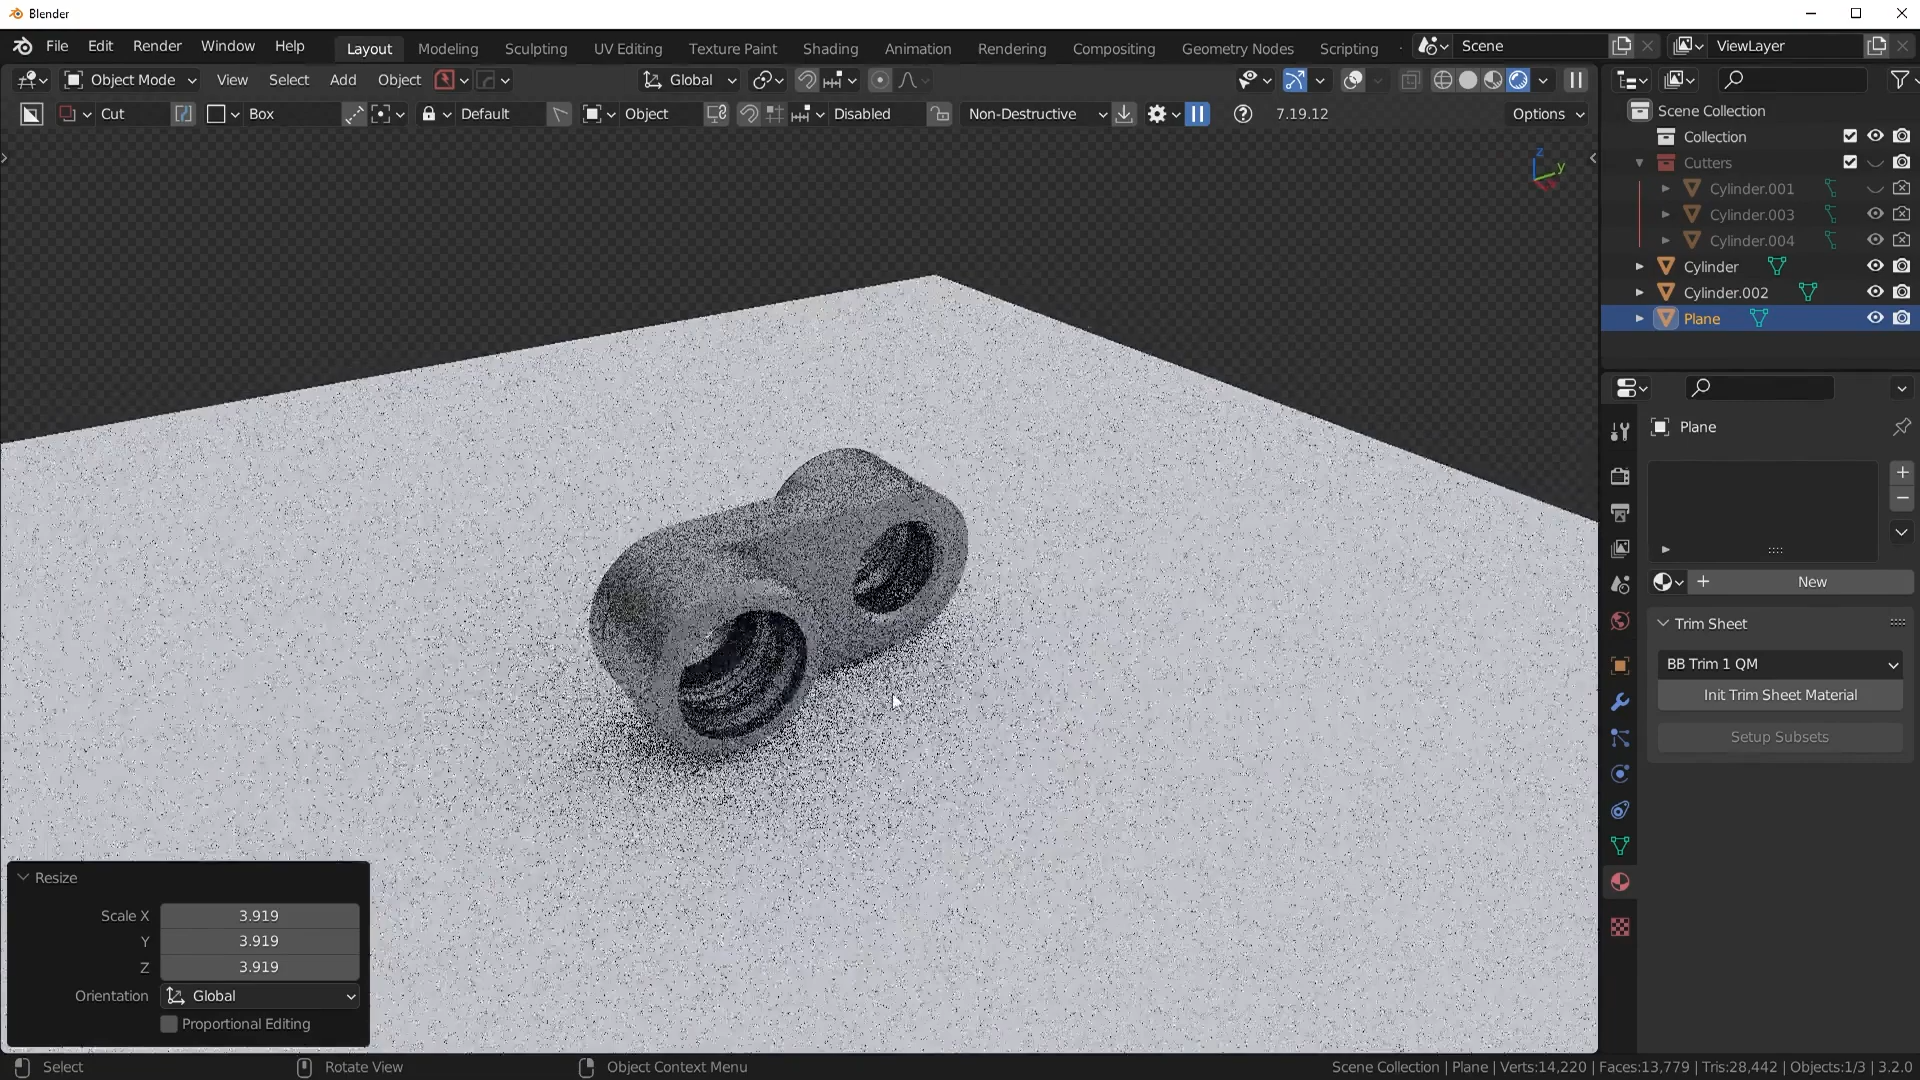 Blender
File Edit Render Window Help Layout Modeling Sculpting UV Editing Texture Paint Shading Animation Rendering Compositing Geometry Nodes Scripting Scene ViewLayer
Object Mode View Select Add Object Global
Cut Box Default Object Disabled Non-Destructive 7.19.12 Options
Z
y
Scene Collection
Collection
Cutters
Cylinder.001
Cylinder.003
Cylinder.004
Cylinder
Cylinder.002
Plane
Plane
New
Trim Sheet
BB Trim 1 QM
Init Trim Sheet Material
Setup Subsets
Resize
Scale X 3.919
Y 3.919
Z 3.919
Orientation Global
Proportional Editing
Select Rotate View Object Context Menu Scene Collection | Plane | Verts:14,220 | Faces:13,779 | Tris:28,442 | Objects:1/3 | 3.2.0